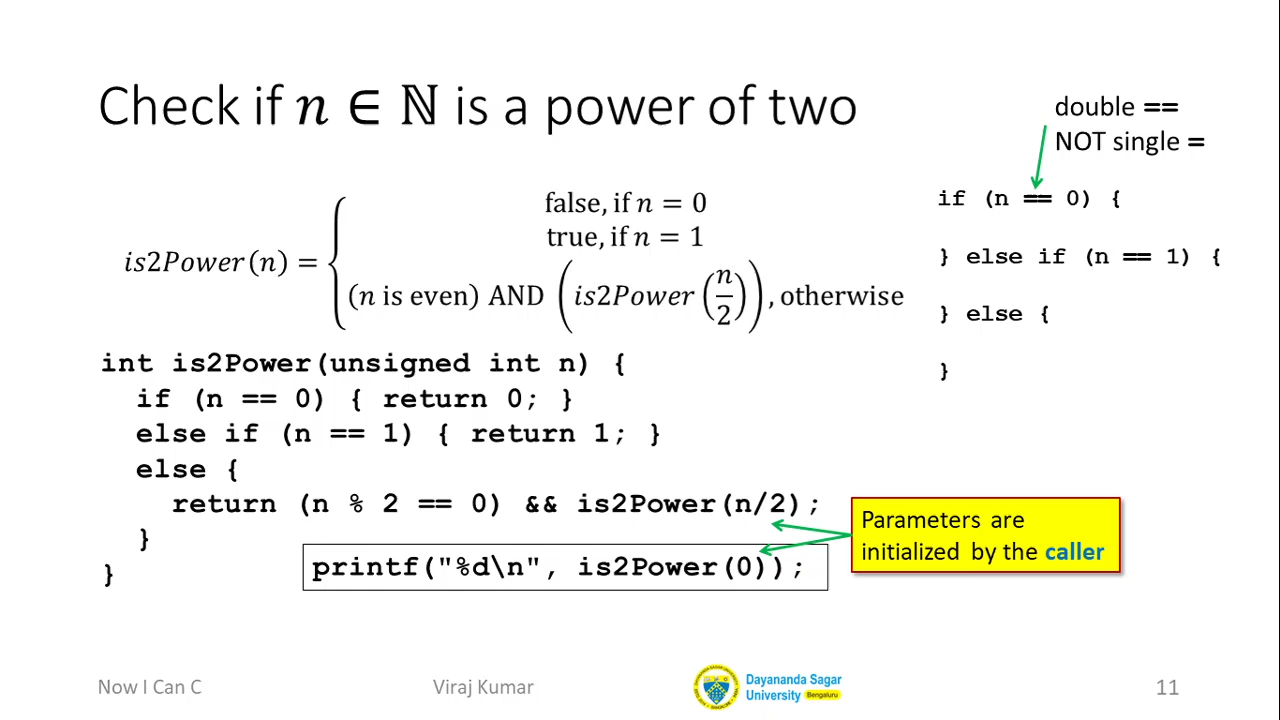 Check if 𝑛 ∈ ℕ is a power of two
double ==
NOT single =
if (n == 0) {
} else if (n == 1) {
} else {
}
false, if 𝑛 = 0
true, if 𝑛 = 1
𝑖𝑠2𝑃𝑜𝑤𝑒𝑟(𝑛) = { (𝑛 is even) AND (𝑖𝑠2𝑃𝑜𝑤𝑒𝑟(𝑛/2)), otherwise
int is2Power(unsigned int n) {
if (n == 0) { return 0; }
else if (n == 1) { return 1; }
else {
return (n % 2 == 0) && is2Power(n/2);
}
}
printf("%d\n", is2Power(0));
Parameters are
initialized by the caller
Now I Can C
Viraj Kumar
Dayananda Sagar
University Bengaluru
11